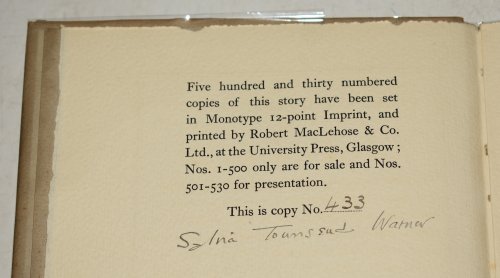 Five hundred and thirty numbered
copies of this story have been set
in Monotype 12-point Imprint, and
printed by Robert MacLehose & Co.
Ltd., at the University Press, Glasgow ;
Nos. 1-500 only are for sale and Nos.
501-530 for presentation.
This is copy No. 433
Sylvia Townsend Warner